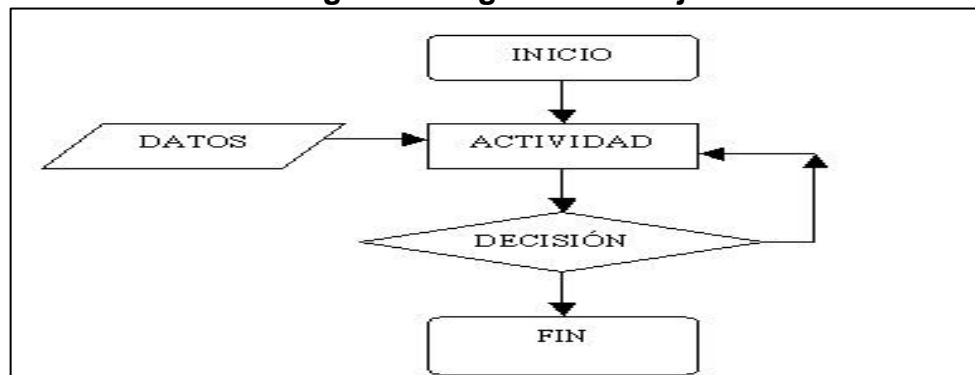 INICIO
DATOS
ACTIVIDAD
DECISIÓN
FIN